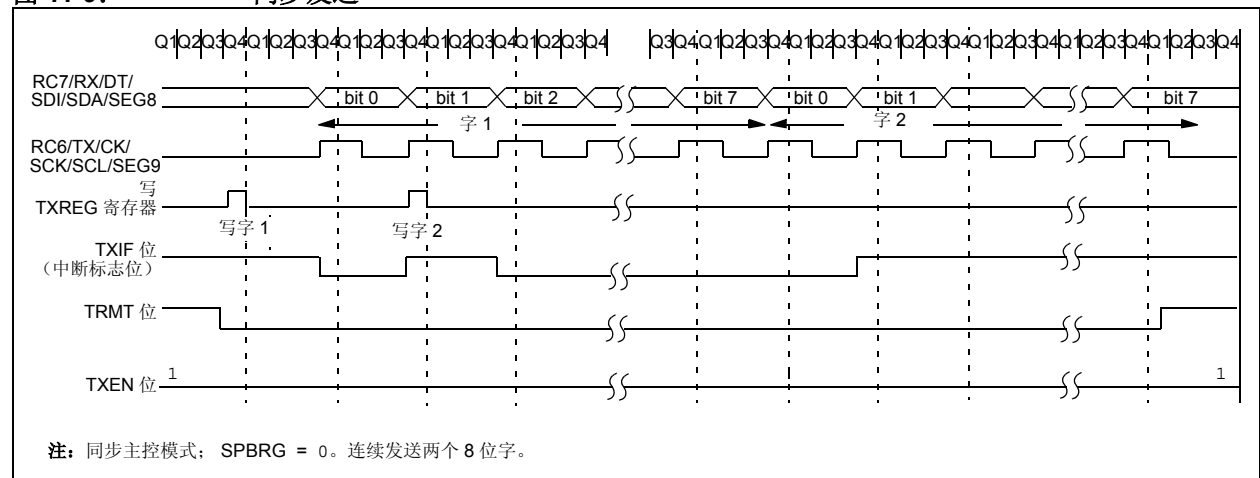 Q1Q2Q3Q4Q1Q2Q3Q4Q1Q2Q3Q4Q1Q2Q3Q4Q1Q2Q3Q4 Q3Q4Q1Q2Q3Q4Q1Q2Q3Q4Q1Q2Q3Q4Q1Q2Q3Q4Q1Q2Q3Q4Q1Q2Q3Q4
RC7/RX/DT/
SDI/SDA/SEG8
bit 0 bit 1 bit 2 bit 7 bit 0 bit 1 bit 7
字 1 字 2
RC6/TX/CK/
SCK/SCL/SEG9
写
TXREG 寄存器
写字 1 写字 2
TXIF 位
（中断标志位）
TRMT 位
TXEN 位 1 1
注：同步主控模式； SPBRG = 0。连续发送两个 8 位字。